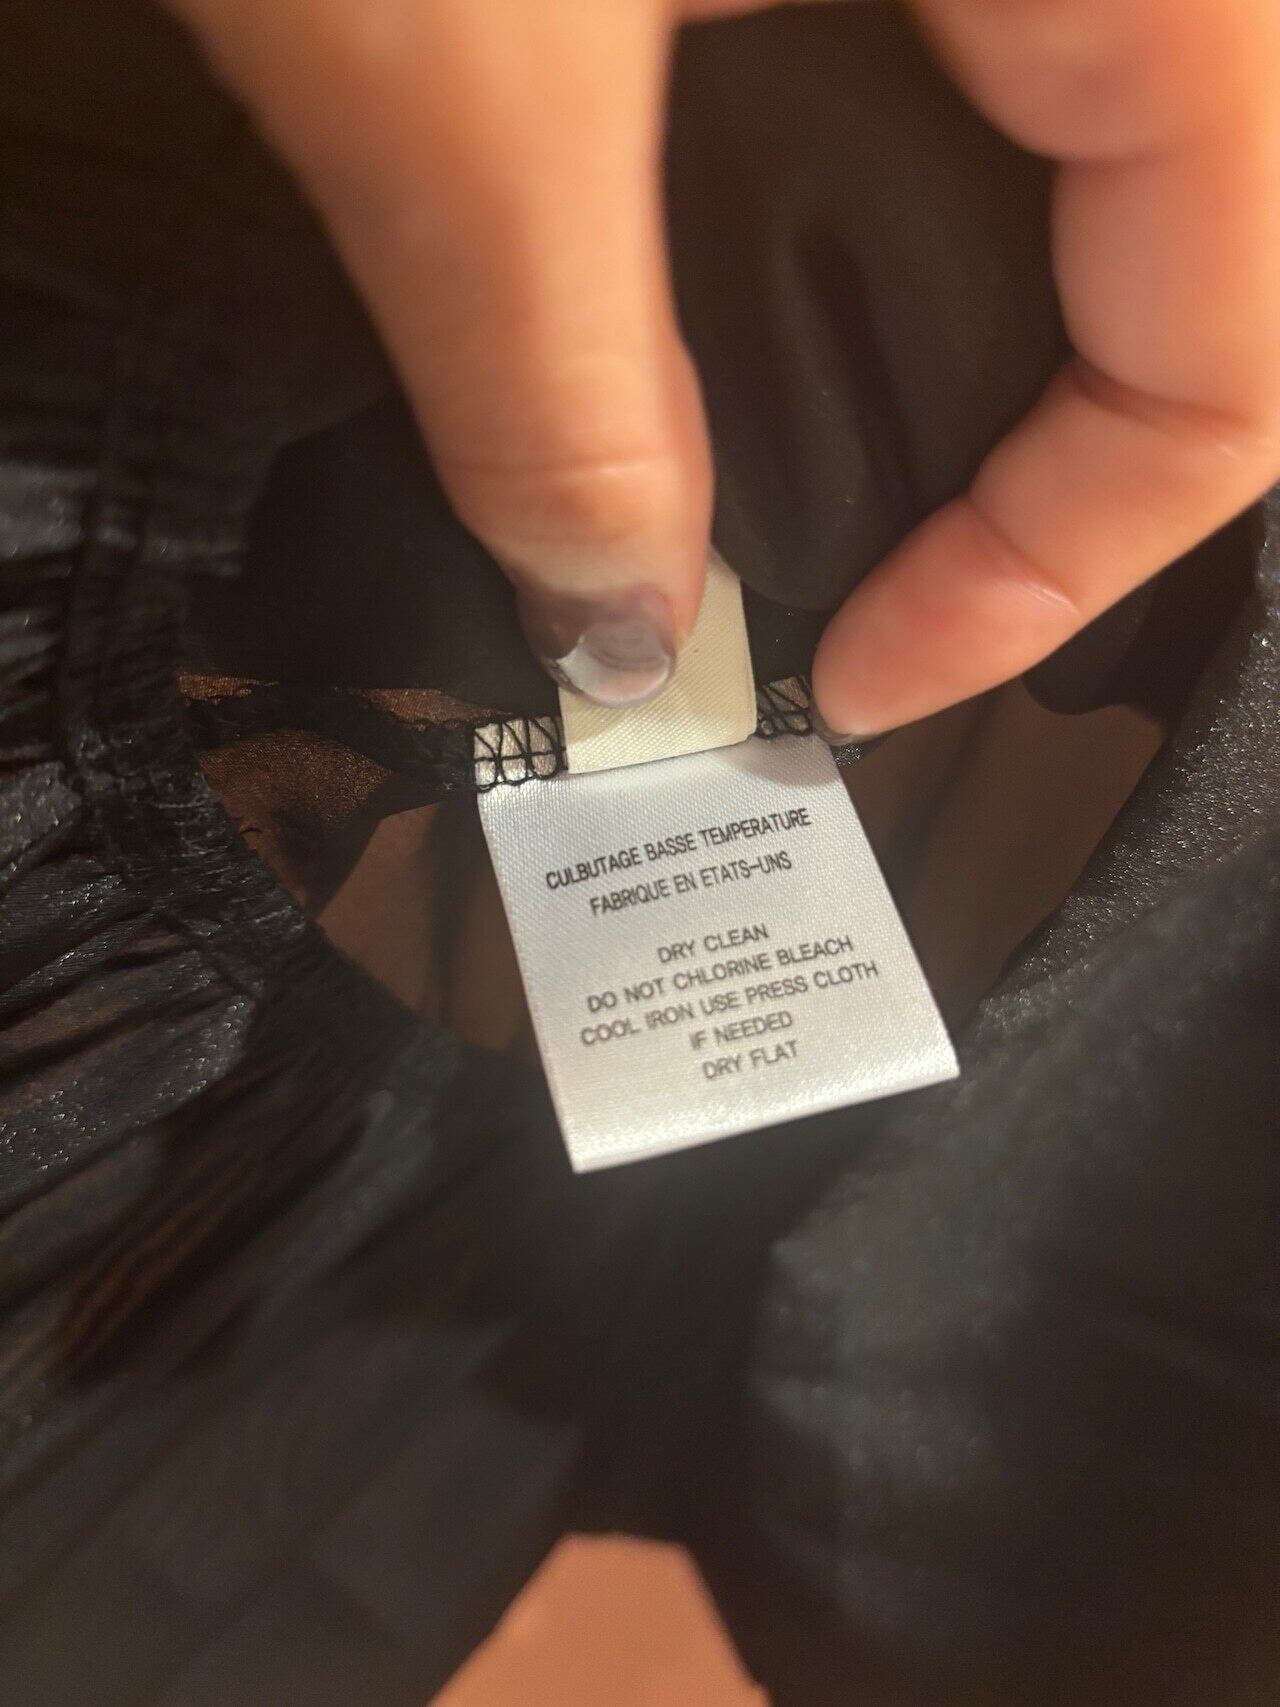 CULBUTAGE BASSE TEMPERATURE
FABRIQUE EN ETATS-UNS
DRY CLEAN
DO NOT CHLORINE BLEACH
COOL IRON USE PRESS CLOTH
IF NEEDED
DRY FLAT